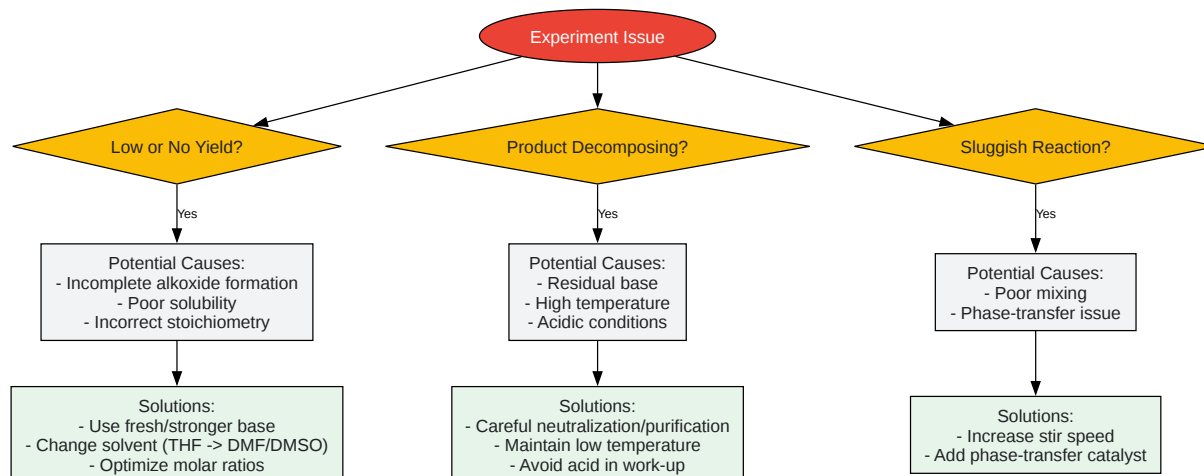 Experiment Issue
Low or No Yield?
Product Decomposing?
Sluggish Reaction?
Yes
Yes
Yes
Potential Causes:
- Incomplete alkoxide formation
- Poor solubility
- Incorrect stoichiometry
Potential Causes:
- Residual base
- High temperature
- Acidic conditions
Potential Causes:
- Poor mixing
- Phase-transfer issue
Solutions:
- Use fresh/stronger base
- Change solvent (THF -> DMF/DMSO)
- Optimize molar ratios
Solutions:
- Careful neutralization/purification
- Maintain low temperature
- Avoid acid in work-up
Solutions:
- Increase stir speed
- Add phase-transfer catalyst